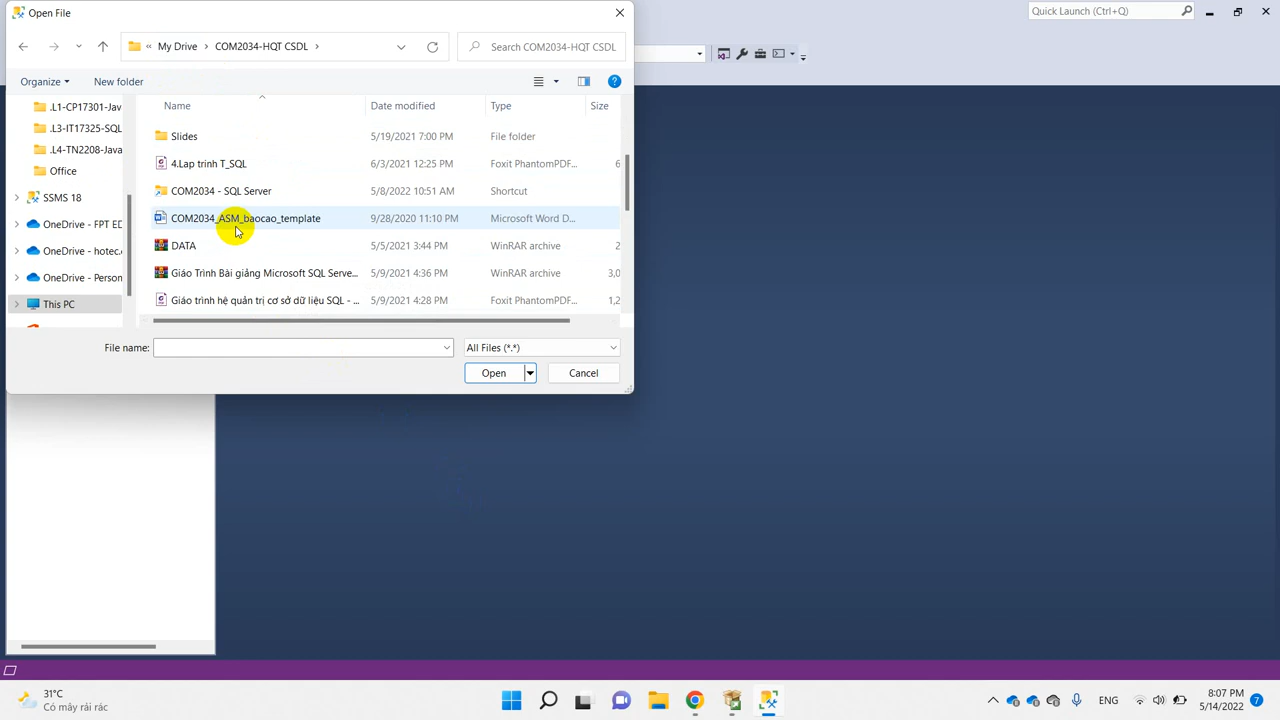 Open File
Quick Launch (Ctrl+Q)
« My Drive › COM2034-HQT CSDL ›
Search COM2034-HQT CSDL
Organize
New folder
Name
Date modified
Type
Size
.L1-CP17301-Jav
.L3-IT17325-SQL
.L4-TN2208-Java
Office
SSMS 18
OneDrive - FPT ED
OneDrive - hotec.
OneDrive - Person
This PC
Slides 5/19/2021 7:00 PM File folder
4.Lap trinh T_SQL 6/3/2021 12:25 PM Foxit PhantomPDF... 6
COM2034 - SQL Server 5/8/2022 10:51 AM Shortcut
COM2034_ASM_baocao_template 9/28/2020 11:10 PM Microsoft Word D...
DATA 5/5/2021 3:44 PM WinRAR archive 2
Giáo Trình Bài giảng Microsoft SQL Serve... 5/9/2021 4:36 PM WinRAR archive 3,0
Giáo trình hệ quản trị cơ sở dữ liệu SQL - ... 5/9/2021 4:28 PM Foxit PhantomPDF... 1,2
File name:
All Files (*.*)
Open
Cancel
31°C
Có mây rải rác
ENG
8:07 PM
5/14/2022
7